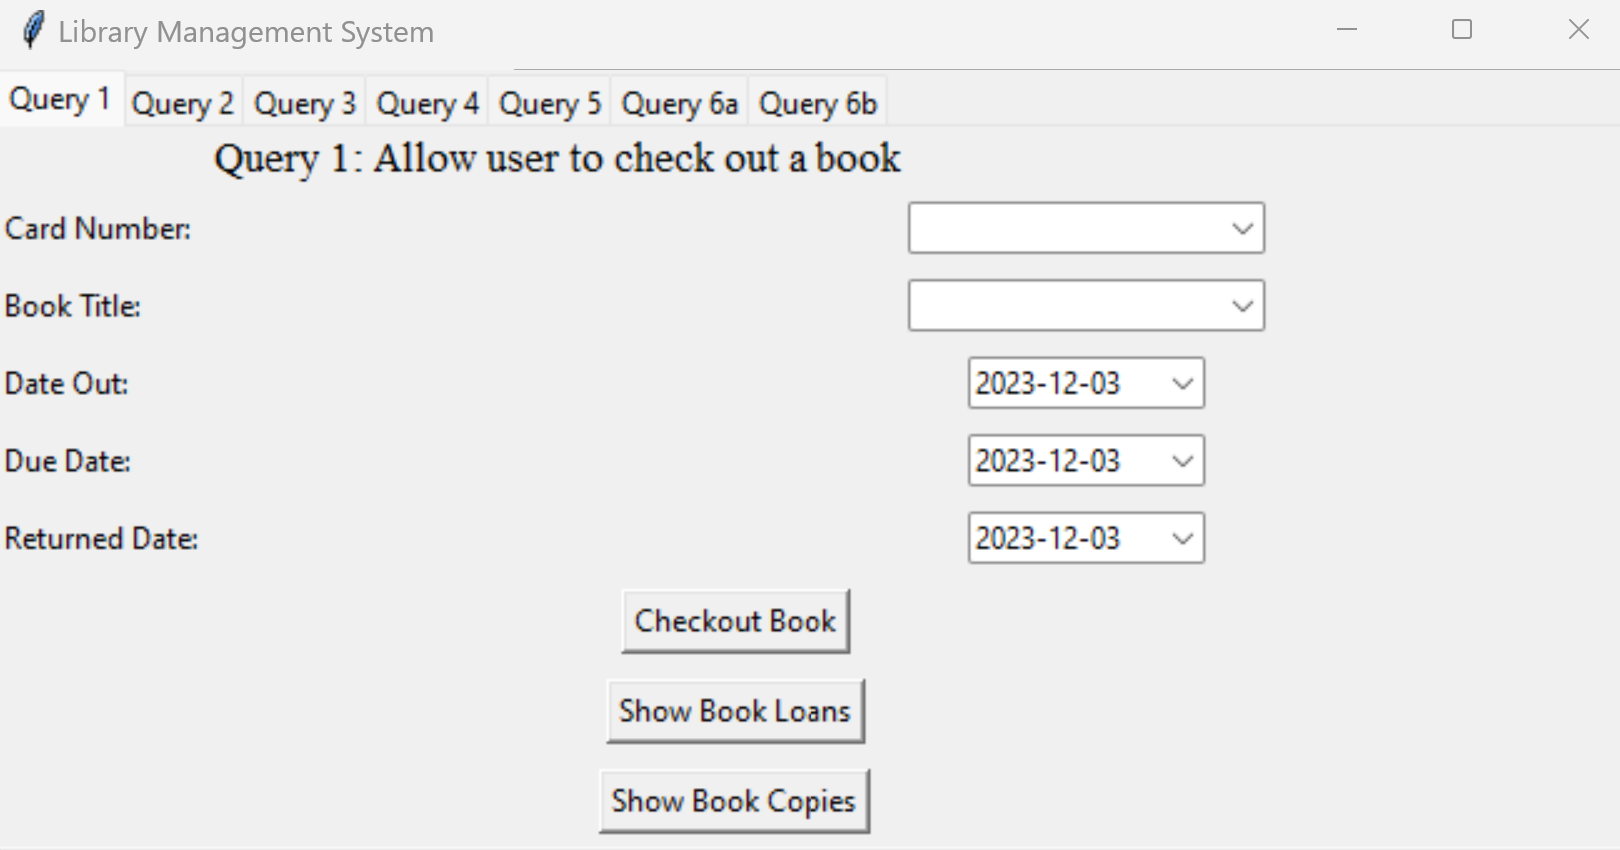 Library Management System
Query 1 Query 2 Query 3 Query 4 Query 5 Query 6a Query 6b
Query 1: Allow user to check out a book
Card Number:
Book Title:
Date Out: 2023-12-03
Due Date: 2023-12-03
Returned Date: 2023-12-03
Checkout Book
Show Book Loans
Show Book Copies